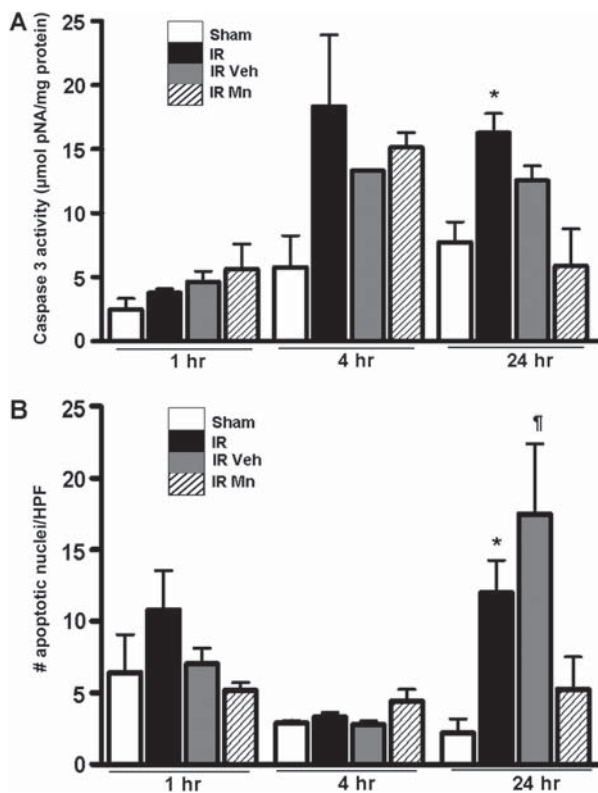 A
Caspase 3 activity (µmol pNA/mg protein)
25
20
15
10
5
0
Sham
IR
IR Veh
IR Mn
*
1 hr
4 hr
24 hr
B
# apoptotic nuclei/HPF
25
20
15
10
5
0
Sham
IR
IR Veh
IR Mn
*
¶
1 hr
4 hr
24 hr